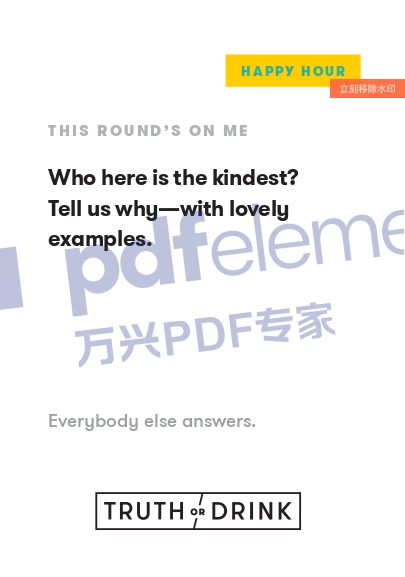 HAPPY HOUR
立刻移除水印
THIS ROUND'S ON ME
Who here is the kindest?
Tell us why—with lovely
examples.
pdfeleme
万兴PDF专家
Everybody else answers.
TRUTH OR DRINK